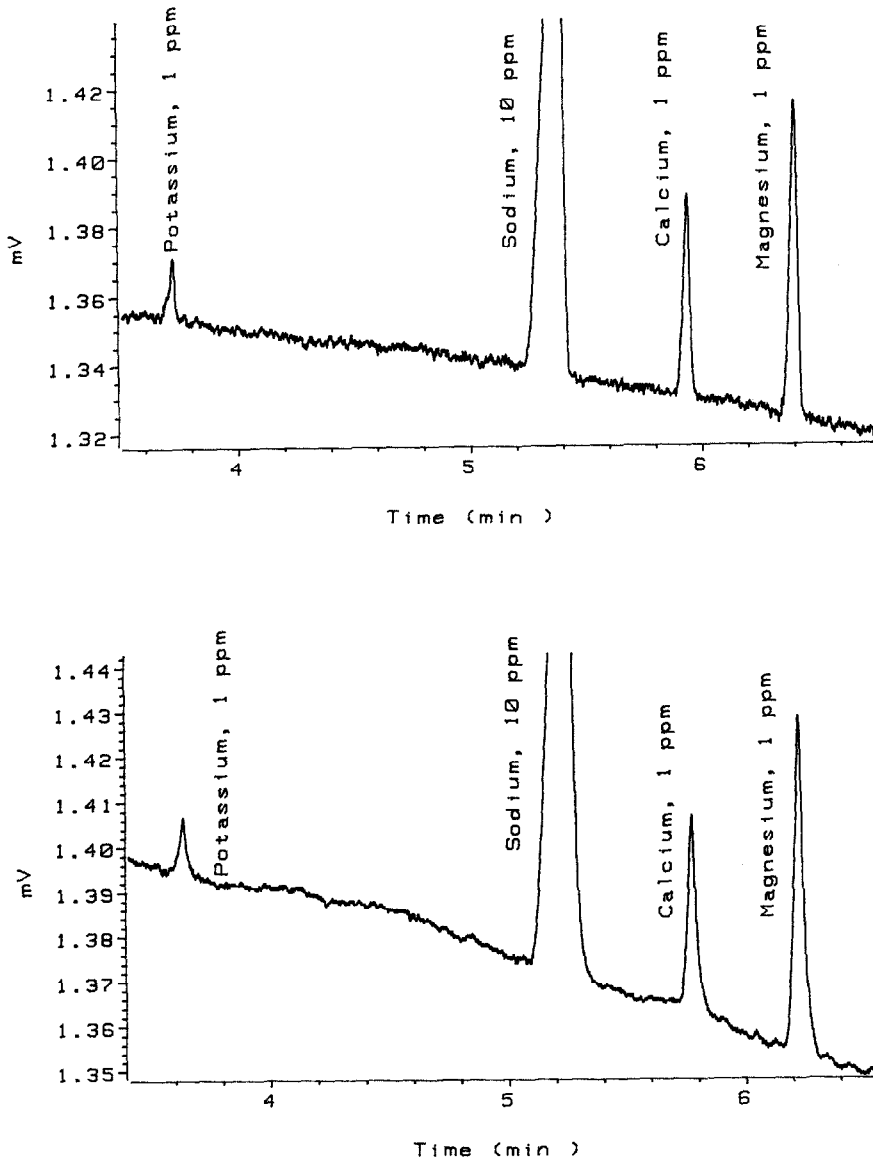 Potassium, 1 ppm
Sodium, 10 ppm
Calcium, 1 ppm
Magnesium, 1 ppm
mV
1.42
1.40
1.38
1.36
1.34
1.32
4
5
6
Time (min )
Potassium, 1 ppm
Sodium, 10 ppm
Calcium, 1 ppm
Magnesium, 1 ppm
mV
1.44
1.43
1.42
1.41
1.40
1.39
1.38
1.37
1.36
1.35
4
5
6
Time (min )